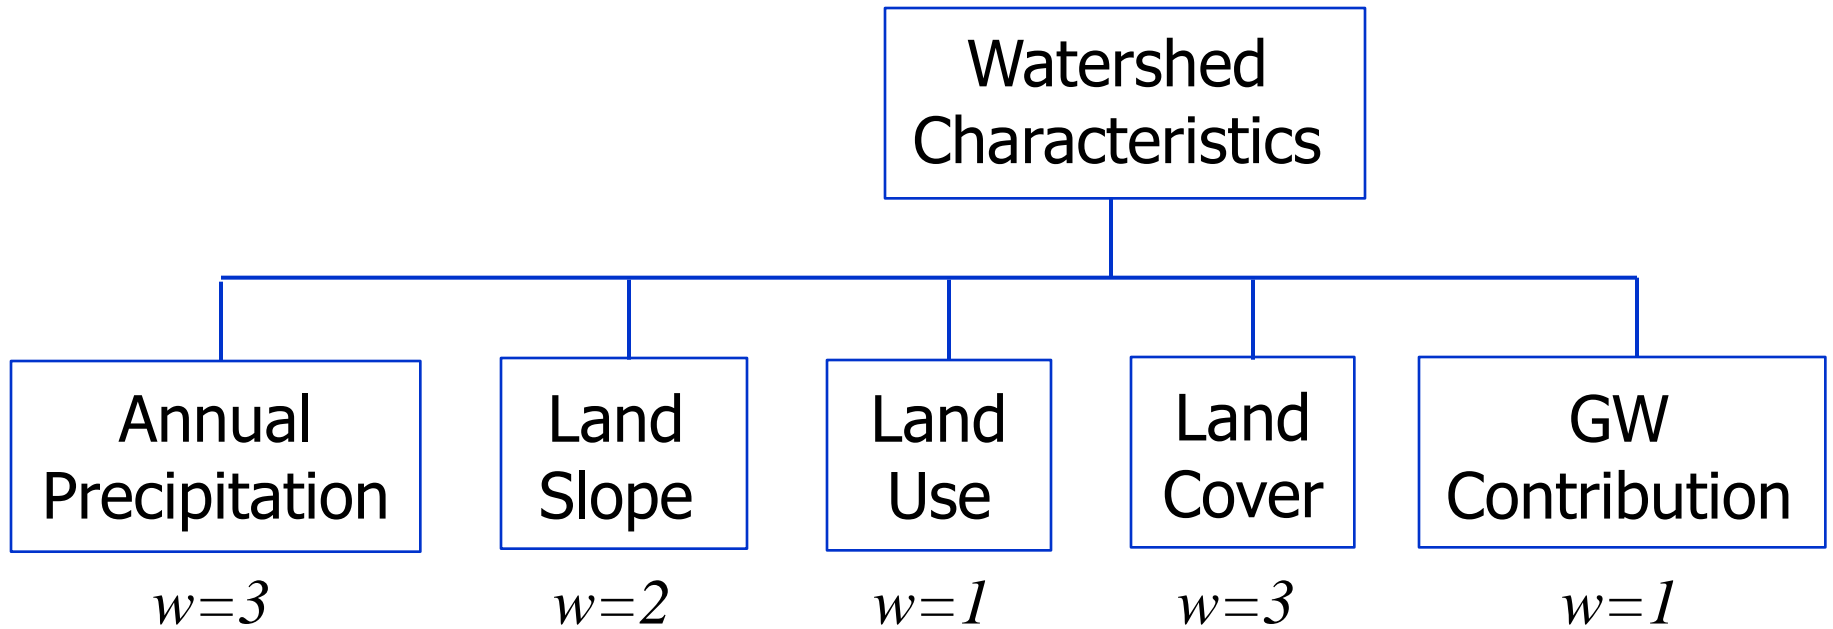 Watershed
Characteristics
Annual
Precipitation
Land
Slope
Land
Use
Land
Cover
GW
Contribution
w=3
w=2
w=1
w=3
w=1